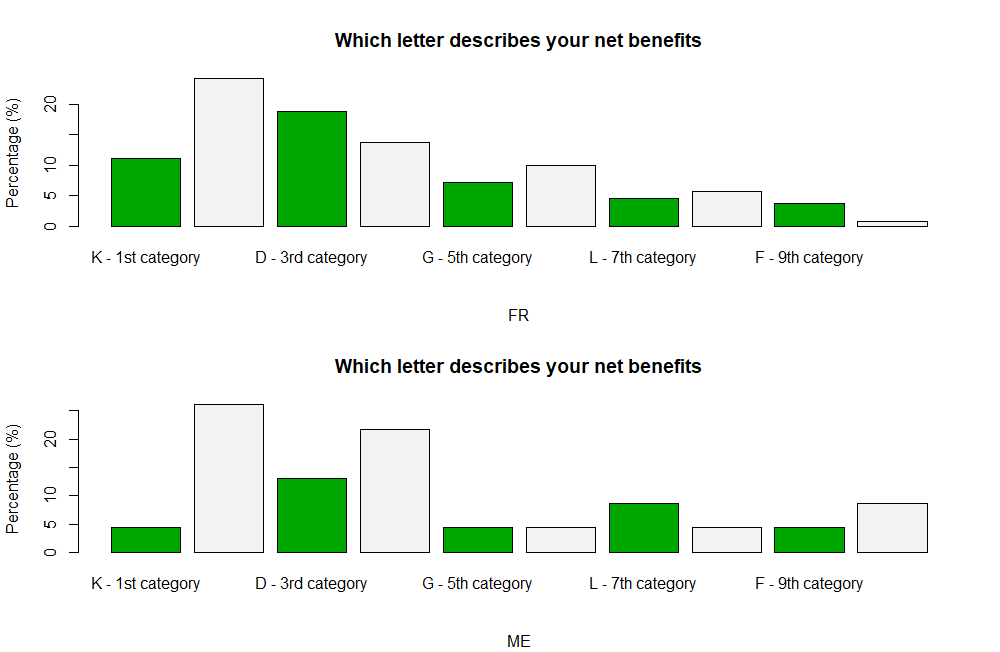 Which letter describes your net benefits
Percentage (%)
20
10
5
0
K - 1st category D - 3rd category G - 5th category L - 7th category F - 9th category
FR
Which letter describes your net benefits
Percentage (%)
20
10
5
0
K - 1st category D - 3rd category G - 5th category L - 7th category F - 9th category
ME